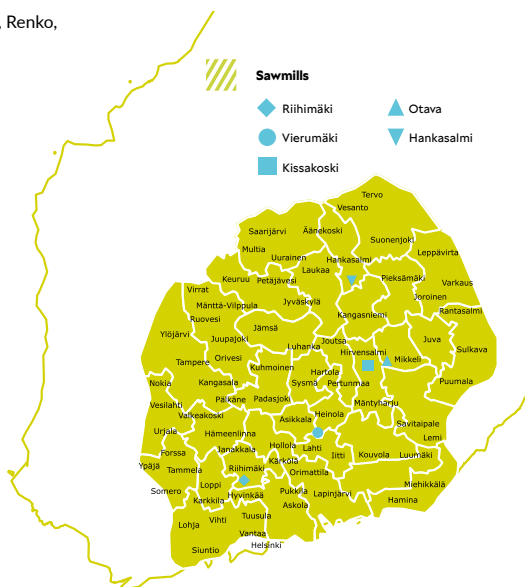 , Renko,
Sawmills
Riihimäki
Otava
Vierumäki
Hankasalmi
Kissakoski
Tervo
Vesanto
Saarijärvi
Äänekoski
Suonenjoki
Multia
Leppävirta
Uurainen
Hankasalmi
Laukaa
Keuruu
Petäjävesi
Pieksämäki
Varkaus
Virrat
Joroinen
Mänttä-Vilppula
Jyväskylä
Rantasalmi
Kangasniemi
Ruovesi
Jämsä
Ylöjärvi
Juupajoki
Joutsa
Juva
Luhanka
Hirvensalmi
Sulkava
Orivesi
Mikkeli
Tampere
Kuhmoinen
Hartola
Nokia
Kangasala
Sysmä
Pertunmaa
Puumala
Pälkäne
Padasjoki
Vesilahti
Mäntyharju
Valkeakoski
Heinola
Asikkala
Savitaipale
Urjala
Hämeenlinna
Lemi
Hollola
Lahti
Janakkala
Forssa
Iitti
Kouvola
Luumäki
Kärkölä
Ypäjä
Tammela
Riihimäki
Orimattila
Loppi
Miehikkälä
Somero
Hyvinkää
Pukkila
Lapinjärvi
Karkkila
Hamina
Askola
Tuusula
Vihti
Lohja
Vantaa
Helsinki
Siuntio